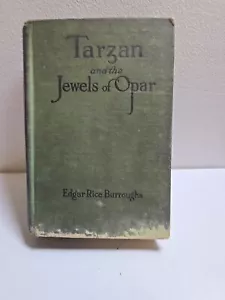 Tarzan
and the
Jewels of Opar
Edgar Rice Burroughs